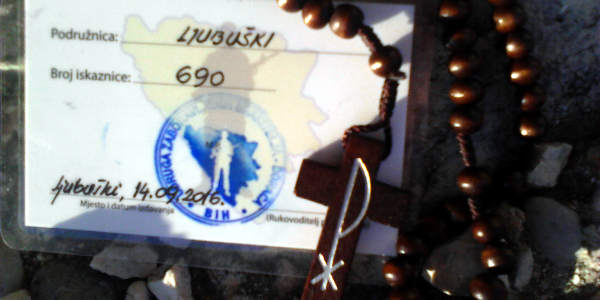 Podružnica: LJUBUŠKI
Broj iskaznice: 690
Ljubuški, 14.09.2016.
Mjesto i datum izdavanja
(Rukovoditelj
BIH